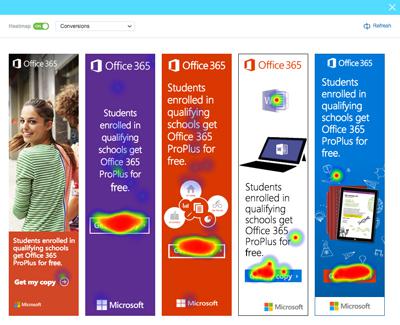 Heatmap
ON
Conversions
Refresh
Office 365
Students enrolled in
qualifying schools get
Office 365
ProPlus for free.
Get my copy
Microsoft
Office 365
Students
enrolled in
qualifying
schools get
Office 365
ProPlus for
free.
Microsoft
Office 365
Students
enrolled in
qualifying
schools get
Office 365
ProPlus for
free.
Microsoft
Office 365
Students
enrolled in
qualifying
schools get
Office 365
ProPlus for
free.
Microsoft
Office 365
Students
enrolled in
qualifying
schools get
Office 365
ProPlus for
free.
Microsoft